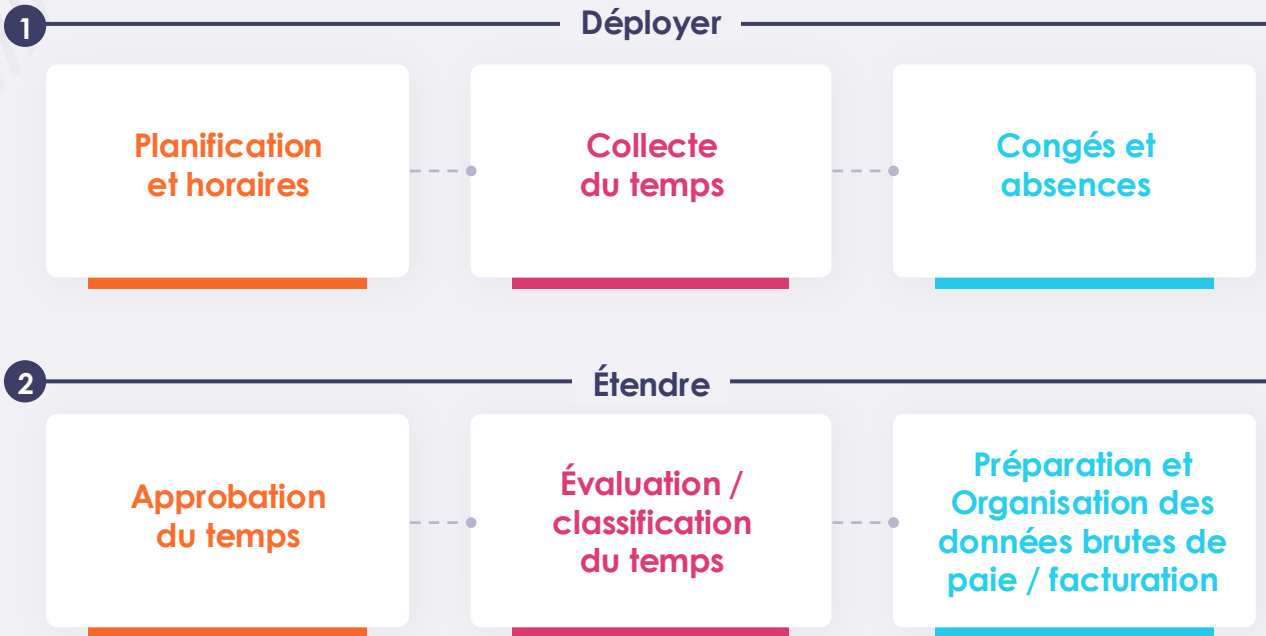 1
Déployer
Planification
et horaires
Collecte
du temps
Congés et
absences
2
Étendre
Approbation
du temps
Évaluation /
classification
du temps
Préparation et
Organisation des
données brutes de
paie / facturation